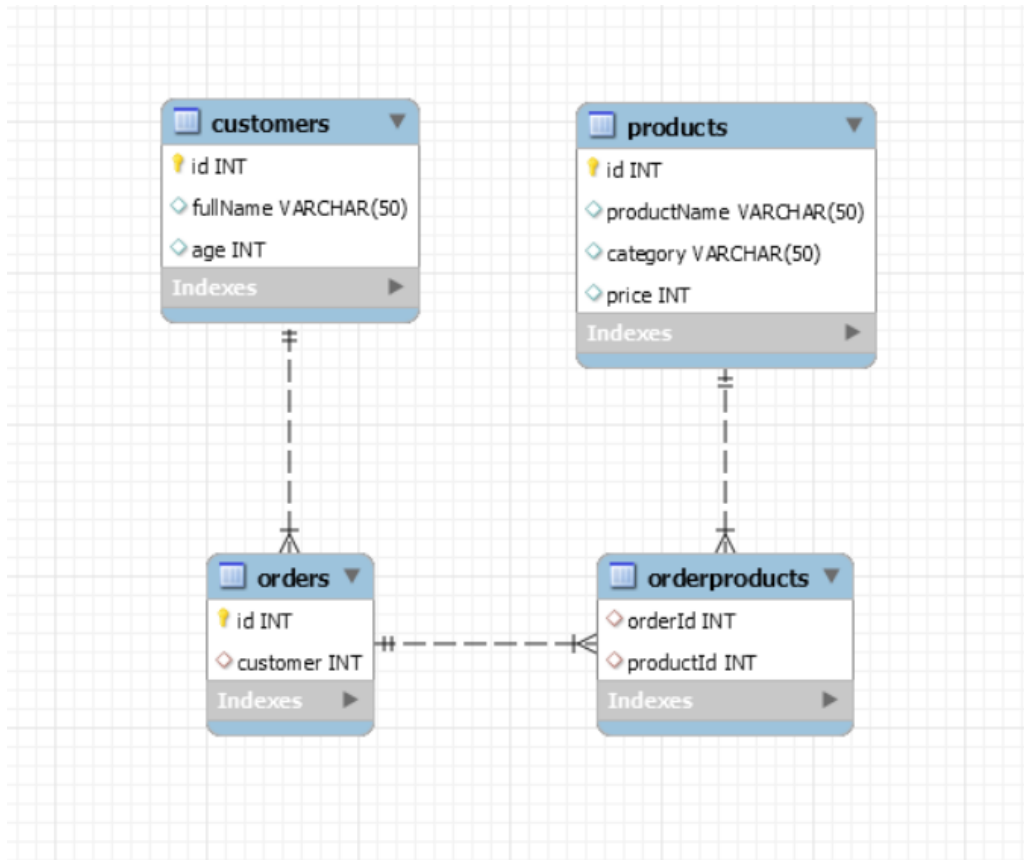 customers
id INT
fullName VARCHAR(50)
age INT
Indexes
products
id INT
productName VARCHAR(50)
category VARCHAR(50)
price INT
Indexes
orders
id INT
customer INT
Indexes
orderproducts
orderId INT
productId INT
Indexes